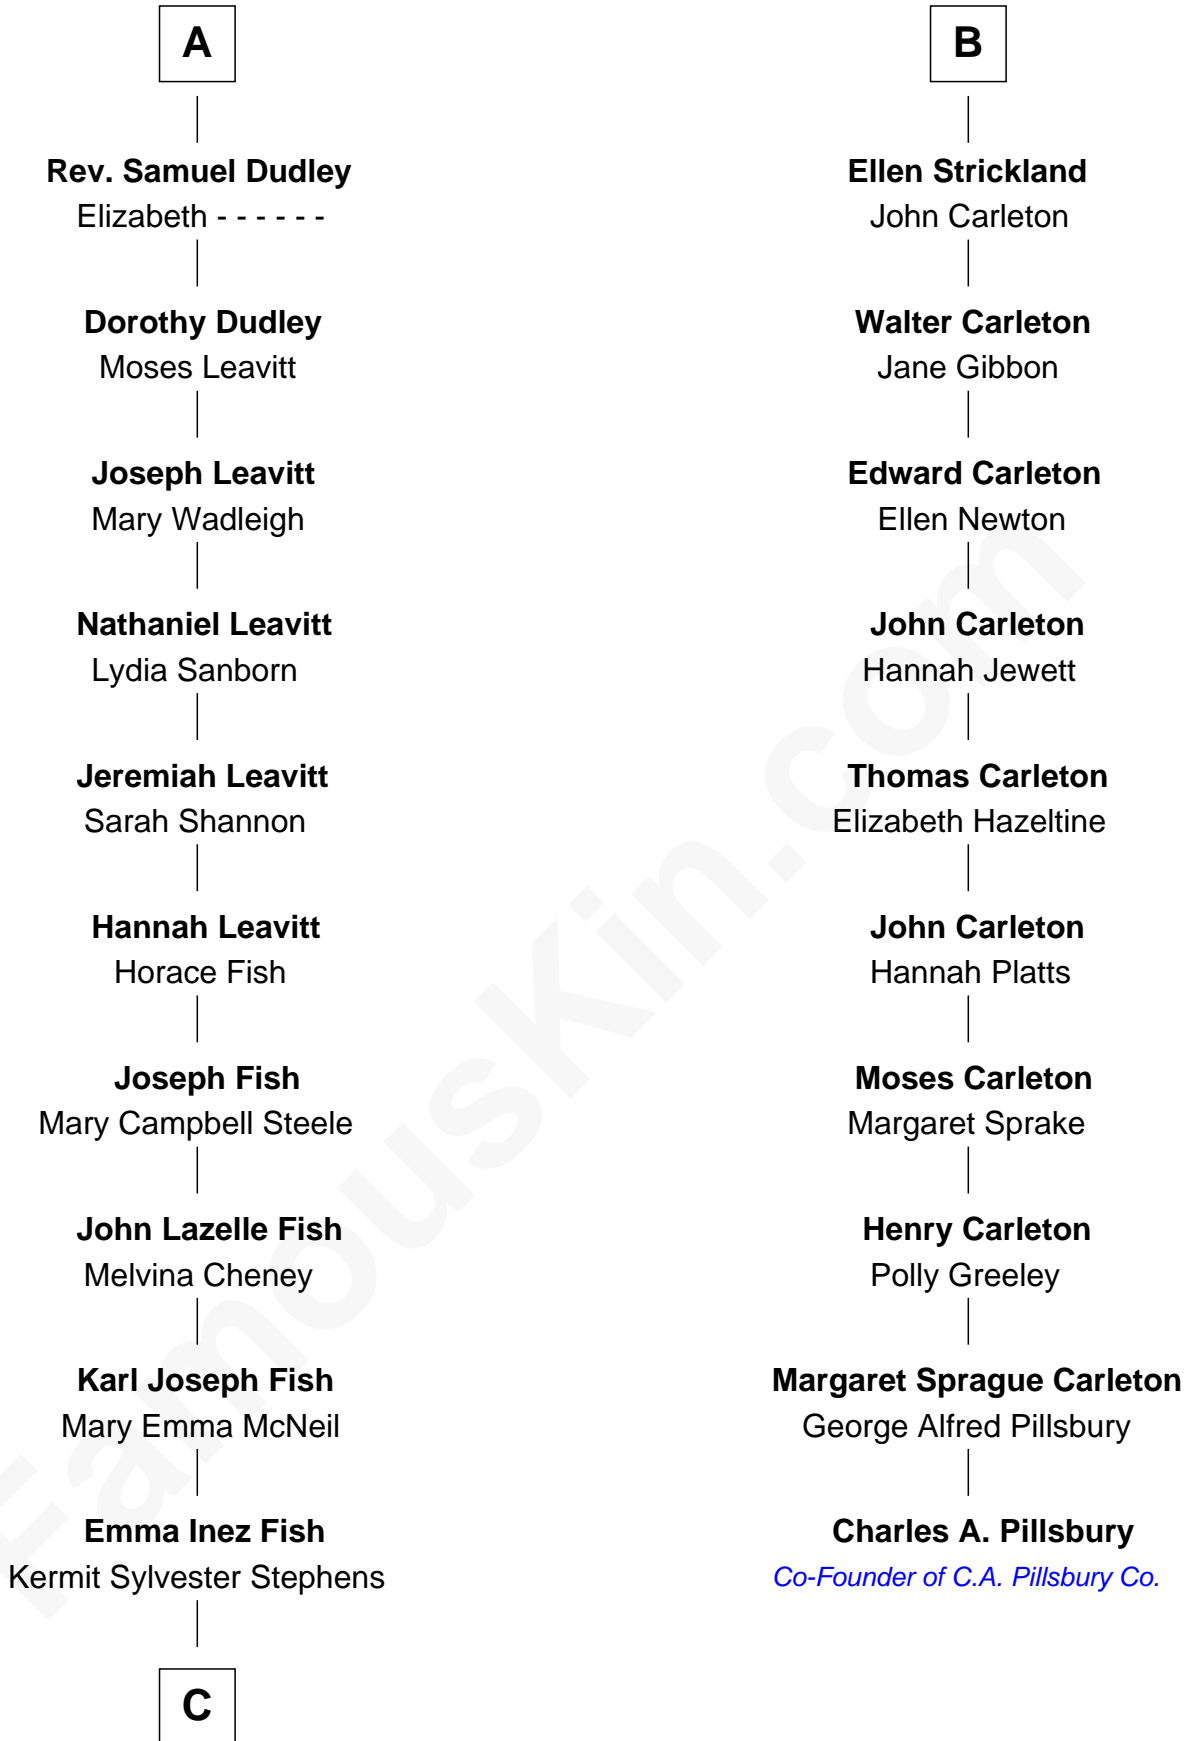 A
Rev. Samuel Dudley
Elizabeth - - - - - -
Dorothy Dudley
Moses Leavitt
Joseph Leavitt
Mary Wadleigh
Nathaniel Leavitt
Lydia Sanborn
Jeremiah Leavitt
Sarah Shannon
Hannah Leavitt
Horace Fish
Joseph Fish
Mary Campbell Steele
John Lazelle Fish
Melvina Cheney
Karl Joseph Fish
Mary Emma McNeil
Emma Inez Fish
Kermit Sylvester Stephens
C
B
Ellen Strickland
John Carleton
Walter Carleton
Jane Gibbon
Edward Carleton
Ellen Newton
John Carleton
Hannah Jewett
Thomas Carleton
Elizabeth Hazeltine
John Carleton
Hannah Platts
Moses Carleton
Margaret Sprake
Henry Carleton
Polly Greeley
Margaret Sprague Carleton
George Alfred Pillsbury
Charles A. Pillsbury
Co-Founder of C.A. Pillsbury Co.
FamousKin.com